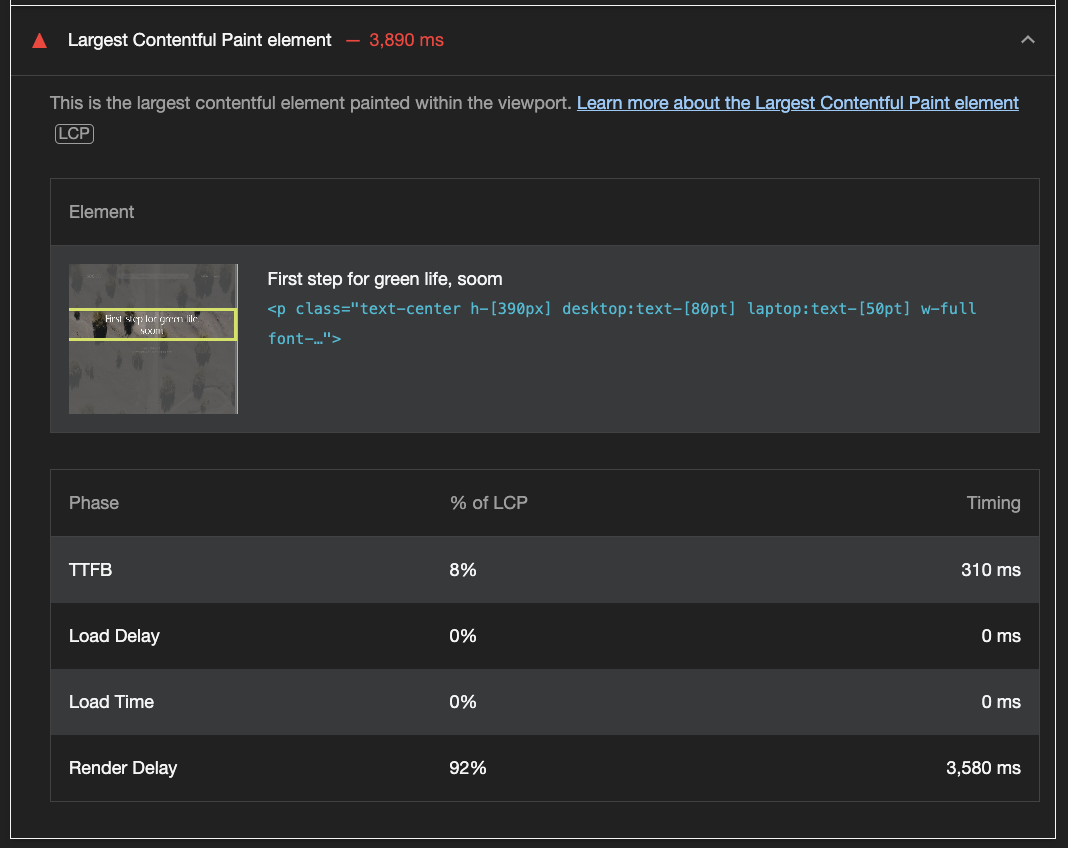 Largest Contentful Paint element — 3,890 ms
This is the largest contentful element painted within the viewport. Learn more about the Largest Contentful Paint element
LCP
Element
First step for green life,
soom
First step for green life, soom
<p class="text-center h-[390px] desktop:text-[80pt] laptop:text-[50pt] w-full
font-…">
Phase % of LCP Timing
TTFB 8% 310 ms
Load Delay 0% 0 ms
Load Time 0% 0 ms
Render Delay 92% 3,580 ms